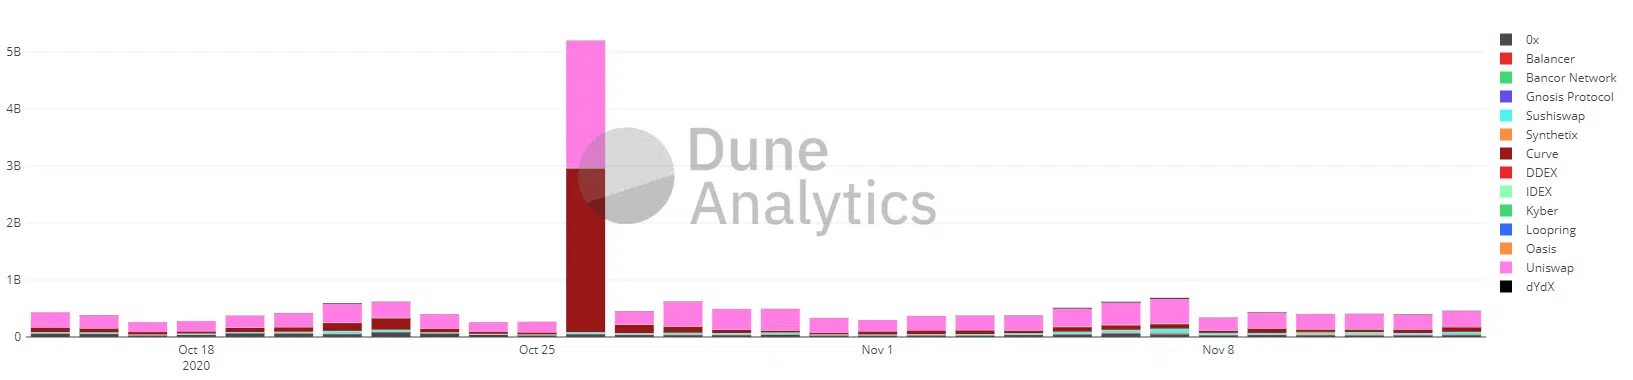 5B
4B
3B
2B
1B
0
Oct 18
2020
Oct 25
Nov 1
Nov 8
Dune
Analytics
0x
Balancer
Bancor Network
Gnosis Protocol
Sushiswap
Synthetix
Curve
DDEX
IDEX
Kyber
Loopring
Oasis
Uniswap
dYdX